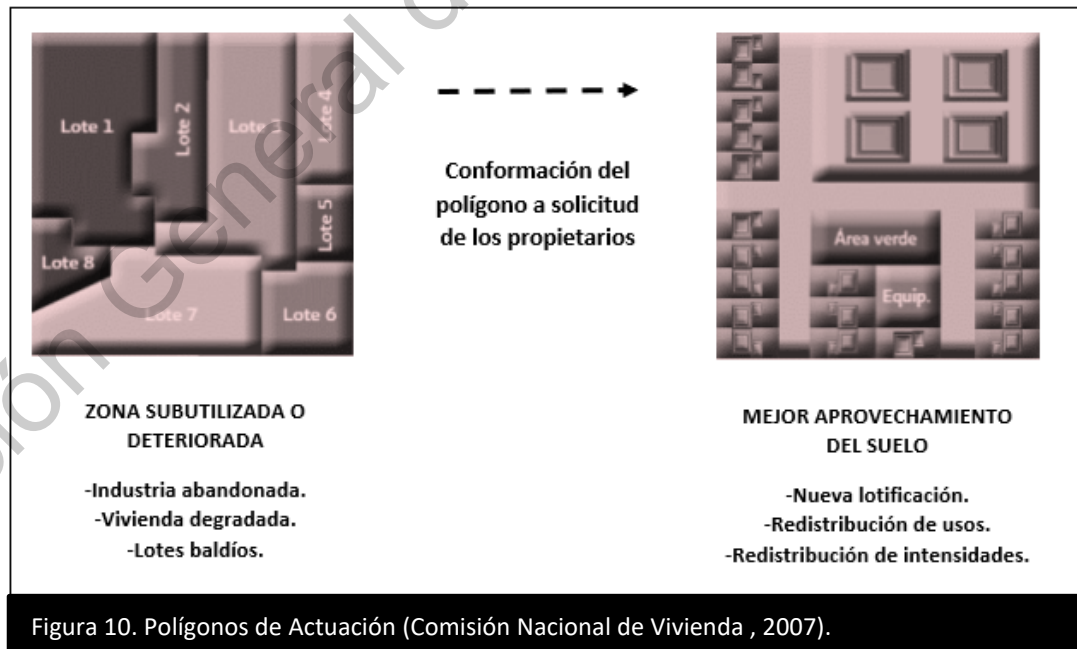 Lote 1
Lote 2
Lote 3
Lote 4
Lote 5
Lote 8
Lote 7
Lote 6
Conformación del
polígono a solicitud
de los propietarios
Área verde
Equip.
ZONA SUBUTILIZADA O
DETERIORADA
-Industria abandonada.
-Vivienda degradada.
-Lotes baldíos.
MEJOR APROVECHAMIENTO
DEL SUELO
-Nueva lotificación.
-Redistribución de usos.
-Redistribución de intensidades.
Figura 10. Polígonos de Actuación (Comisión Nacional de Vivienda , 2007).
ión General d